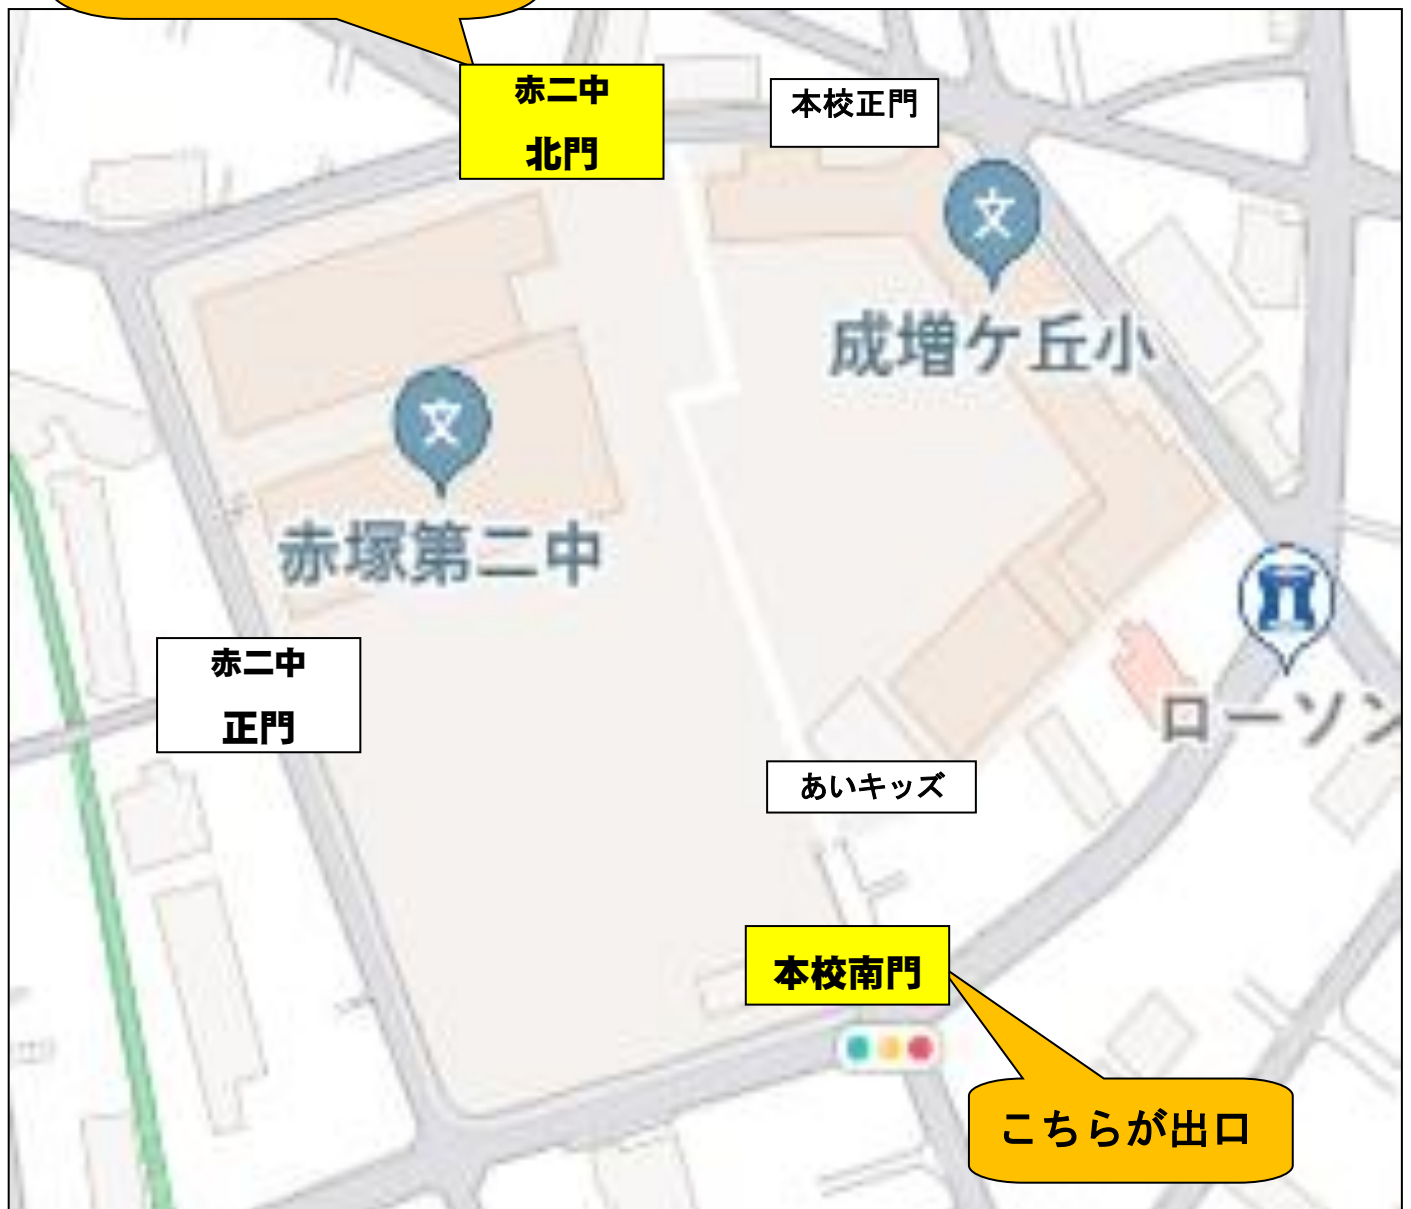 赤二中
北門
本校正門
文
成増ケ丘小
文
赤塚第二中
ローソン
赤二中
正門
あいキッズ
本校南門
こちらが出口